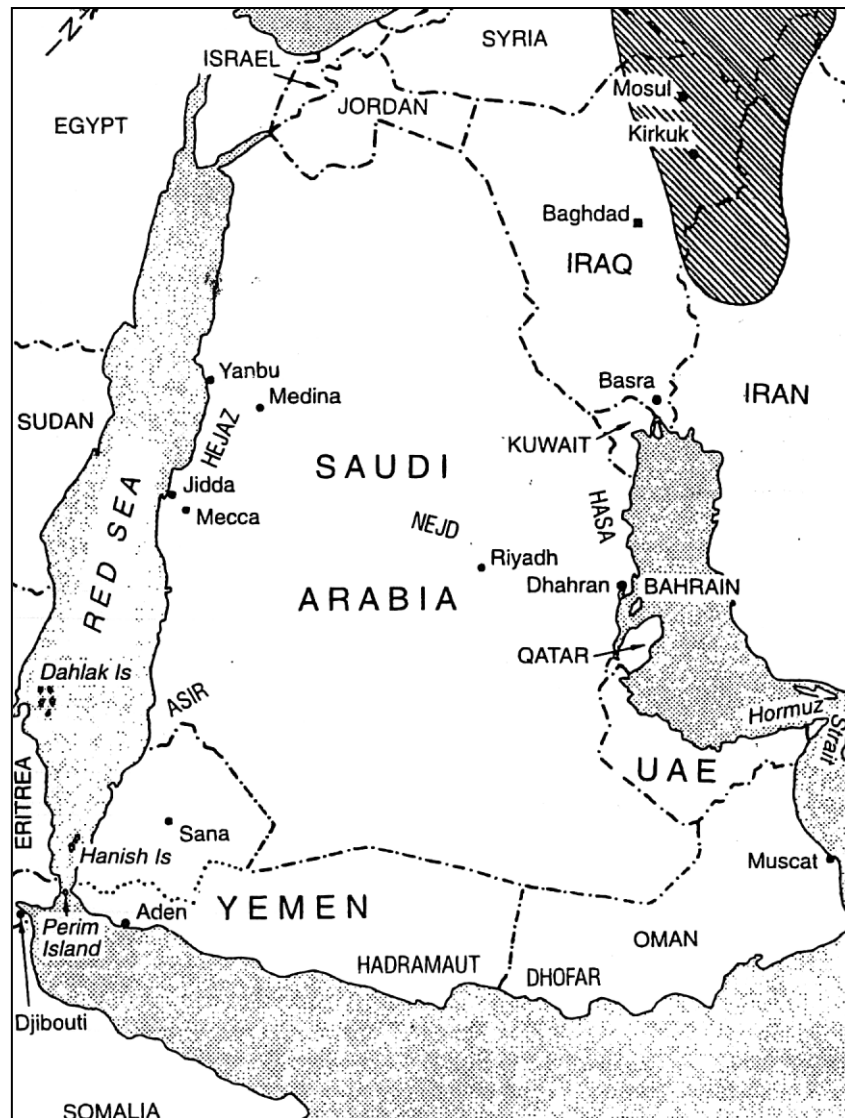 N
SYRIA
ISRAEL
JORDAN
EGYPT
Mosul
Kirkuk
Baghdad
IRAQ
Yanbu
Medina
Basra
IRAN
SUDAN
HEJAZ
KUWAIT
SAUDI
Jidda
Mecca
NEJD
HASA
Riyadh
RED SEA
Dhahran
BAHRAIN
ARABIA
QATAR
Dahlak Is
ASIR
Hormuz
Strait
UAE
ERITREA
Sana
Hanish Is
Muscat
YEMEN
Aden
Perim
Island
OMAN
HADRAMAUT
DHOFAR
Djibouti
SOMALIA